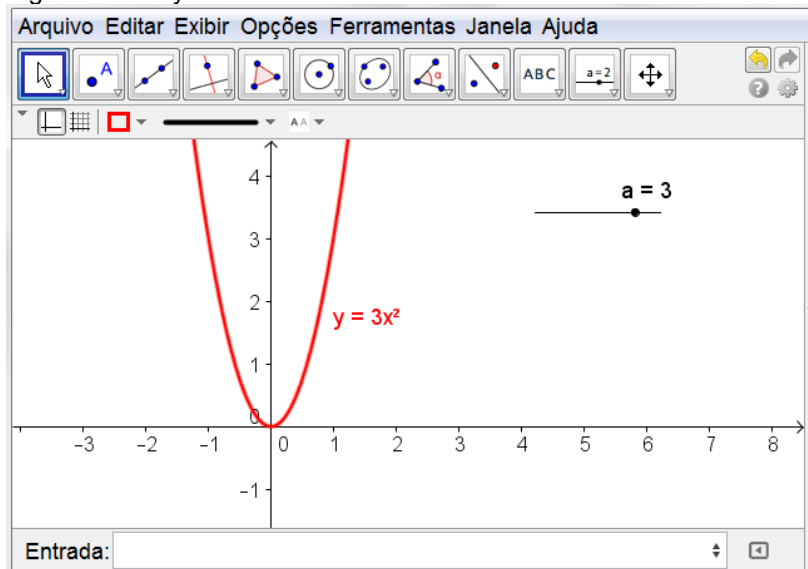 Arquivo Editar Exibir Opções Ferramentas Janela Ajuda
A α ABC a=2
AA
4
a = 3
3
2
y = 3x²
1
0
-3 -2 -1 0 1 2 3 4 5 6 7 8
-1
Entrada: